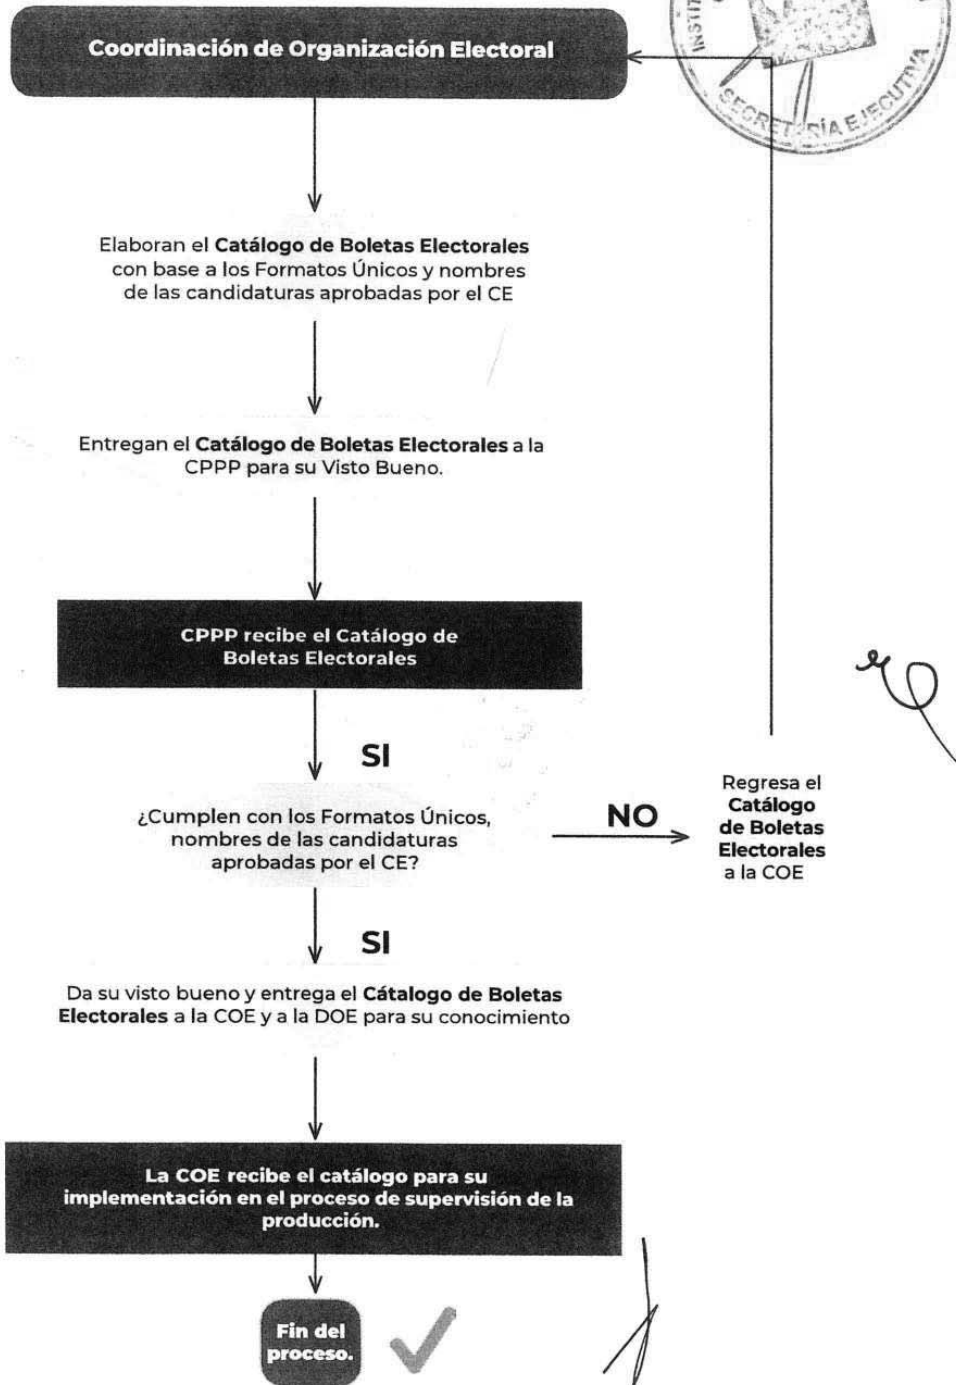 Coordinación de Organización Electoral
SECRETARÍA EJECUTIVA
Elaboran el Catálogo de Boletas Electorales
con base a los Formatos Únicos y nombres
de las candidaturas aprobadas por el CE
Entregan el Catálogo de Boletas Electorales a la
CPPP para su Visto Bueno.
CPPP recibe el Catálogo de
Boletas Electorales
SI
¿Cumplen con los Formatos Únicos,
nombres de las candidaturas
aprobadas por el CE?
NO
Regresa el
Catálogo
de Boletas
Electorales
a la COE
SI
Da su visto bueno y entrega el Cátalogo de Boletas
Electorales a la COE y a la DOE para su conocimiento
La COE recibe el catálogo para su
implementación en el proceso de supervisión de la
producción.
Fin del
proceso.